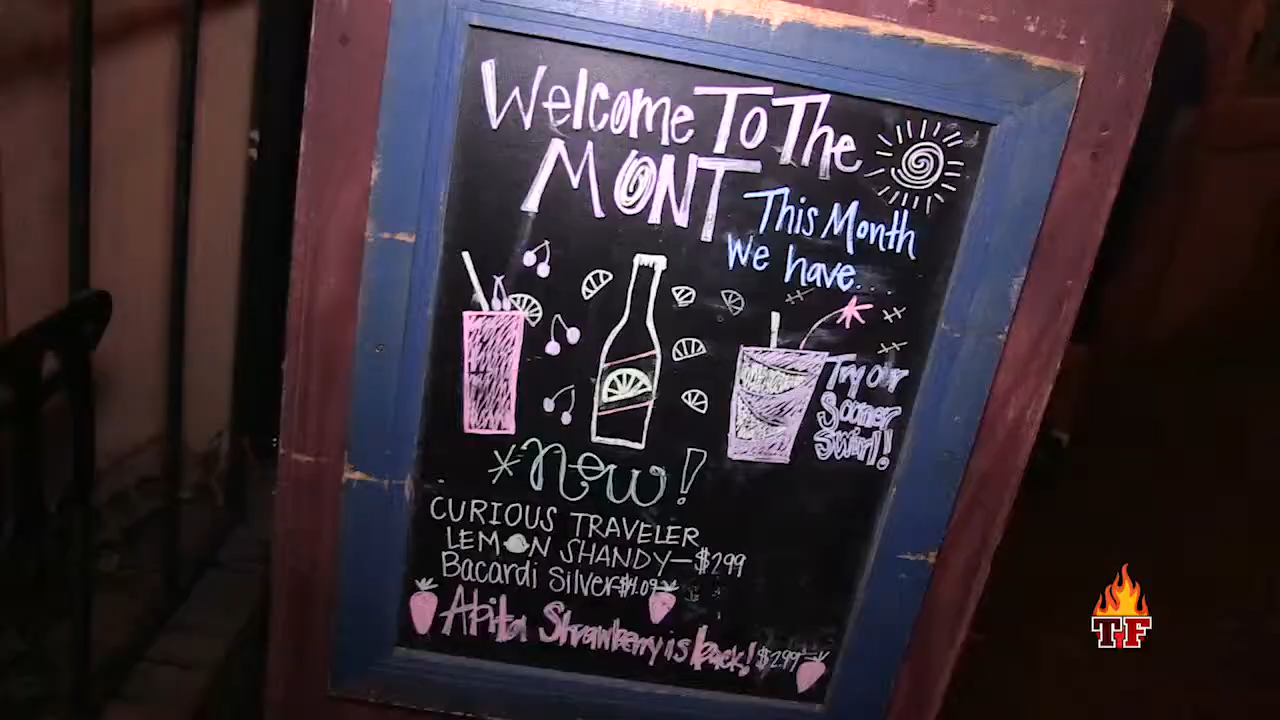 Welcome To The
MONT
This Month
We have...
Try our
Sooner
Swirl!
*New!
CURIOUS TRAVELER
LEMON SHANDY—$2.99
Bacardi Silver-$4.09
Abita Strawberry is back! $2.99
TF